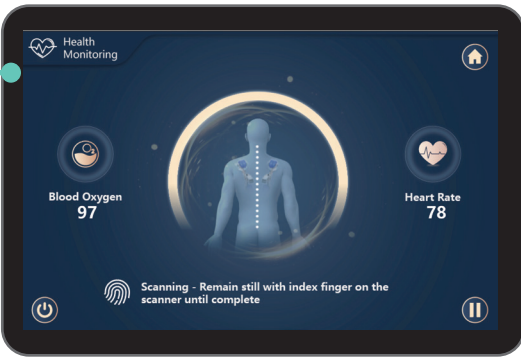 Health
Monitoring
O2
Blood Oxygen
97
Heart Rate
78
Scanning - Remain still with index finger on the
scanner until complete